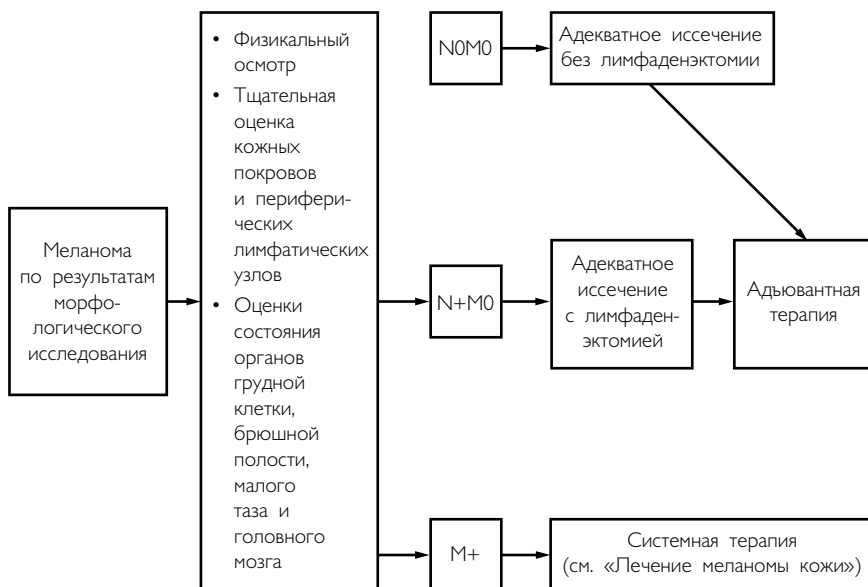 Меланома
по результатам
морфо-
логического
исследования
• Физикальный
осмотр
• Тщательная
оценка
кожных
покровов
и перифери-
ческих
лимфатических
узлов
• Оценки
состояния
органов
грудной
клетки,
брюшной
полости,
малого
таза и
головного
мозга
N0M0
Адекватное иссечение
без лимфаденэктомии
N+M0
Адекватное
иссечение
с лимфаден-
эктомией
Адъювантная
терапия
M+
Системная терапия
(см. «Лечение меланомы кожи»)